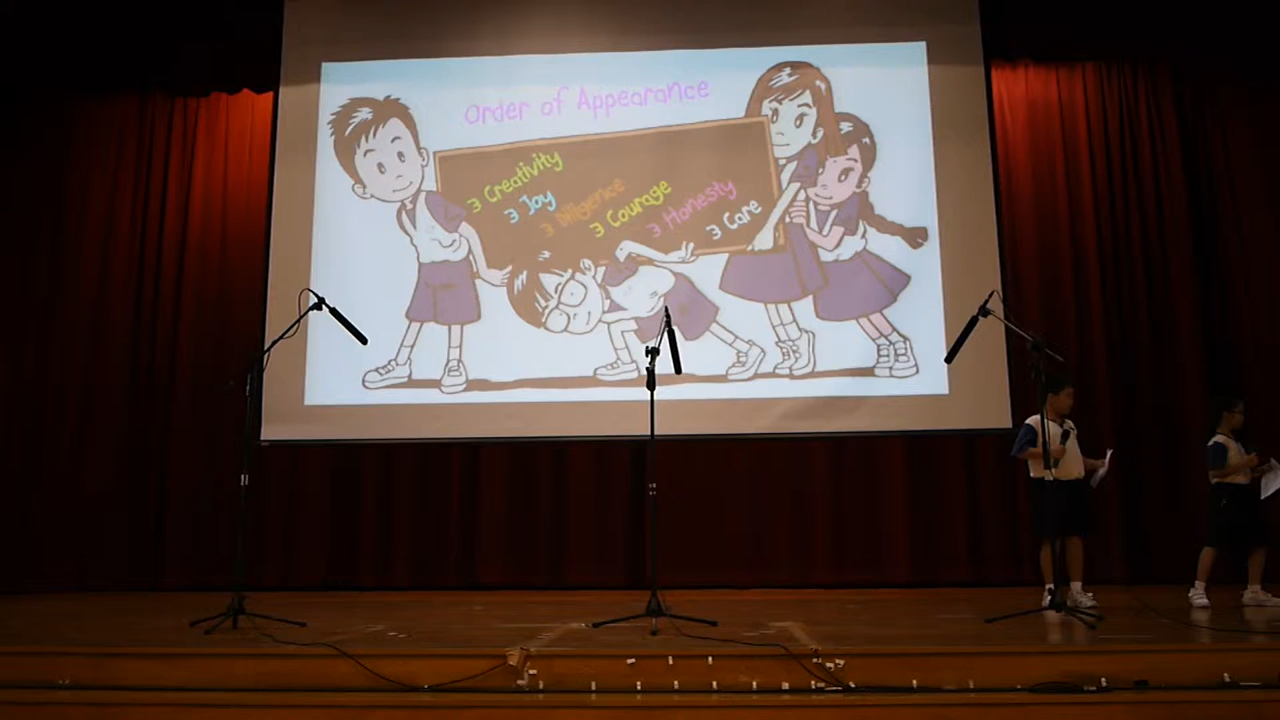 Order of Appearance
3 Creativity
3 Joy
3 Diligence
3 Courage
3 Honesty
3 Care